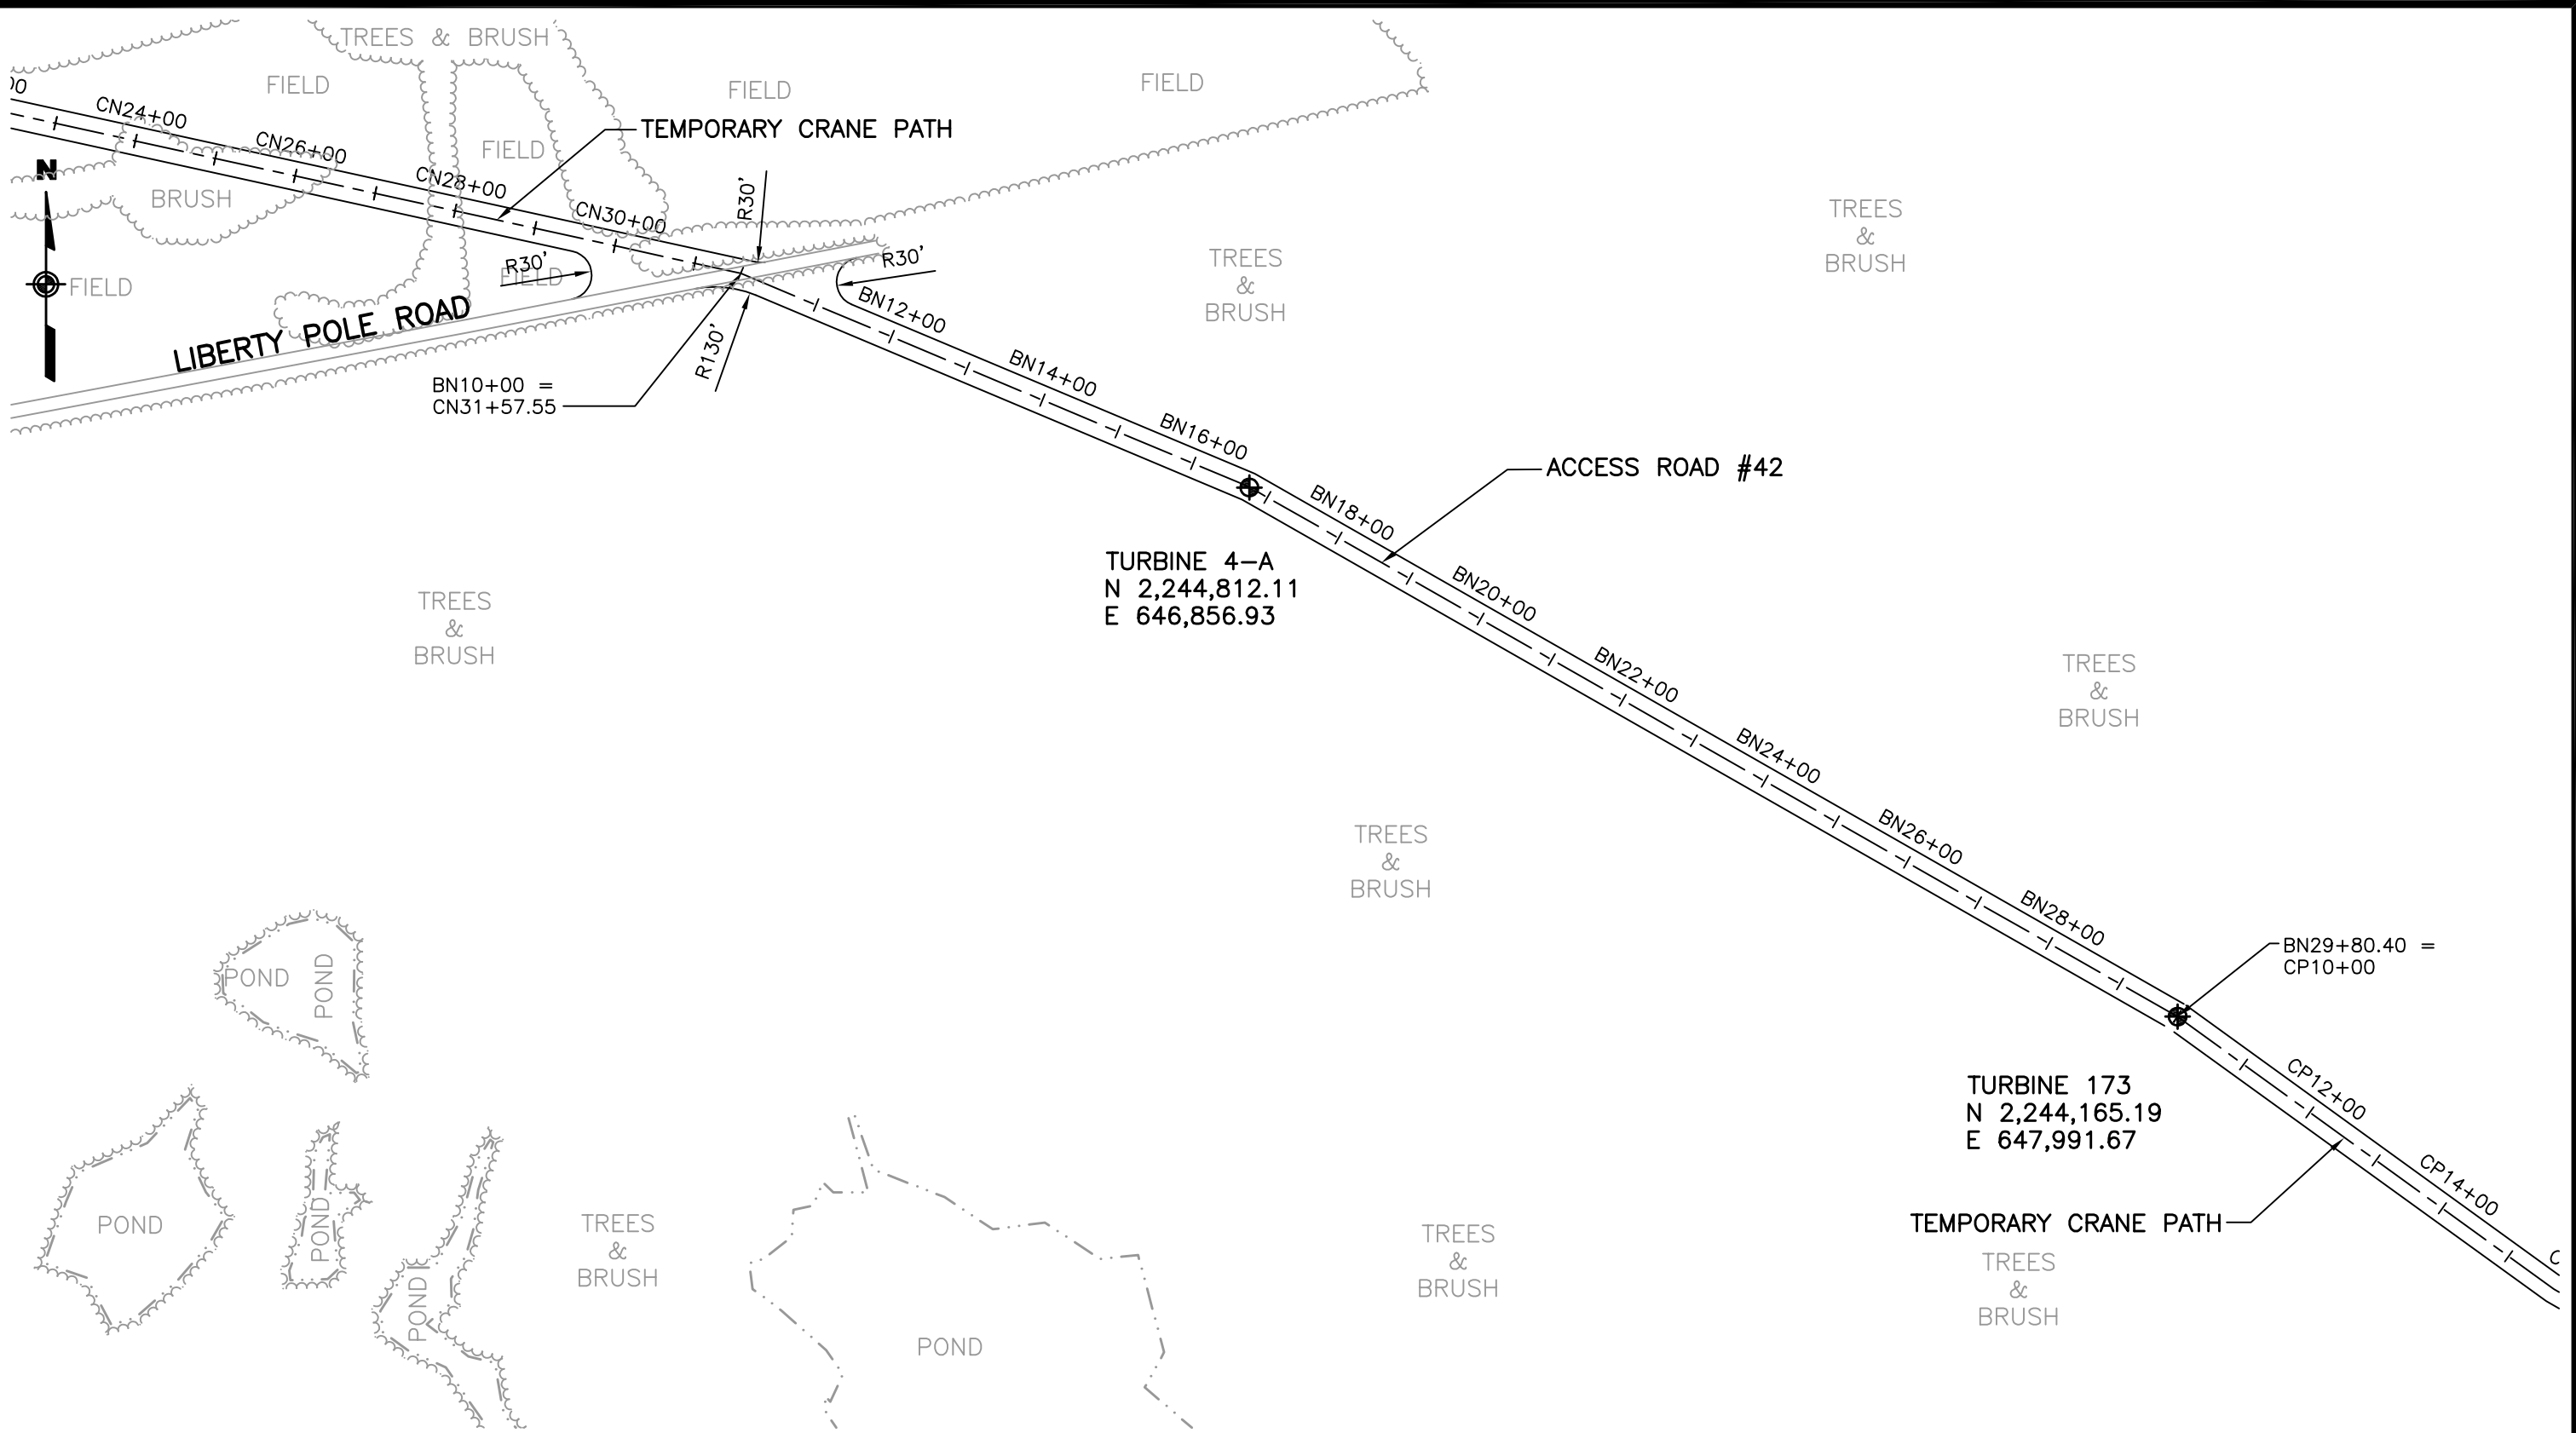 TREES & BRUSH
FIELD
FIELD
FIELD
00
CN24+00
CN26+00
CN28+00
CN30+00
TEMPORARY CRANE PATH
FIELD
N
BRUSH
FIELD
R30'
R30'
FIELD
R30'
LIBERTY POLE ROAD
R130'
BN10+00 =
CN31+57.55
BN12+00
BN14+00
BN16+00
BN18+00
BN20+00
BN22+00
BN24+00
BN26+00
BN28+00
TREES
&
BRUSH
TREES
&
BRUSH
ACCESS ROAD #42
TURBINE 4-A
N 2,244,812.11
E 646,856.93
TREES
&
BRUSH
TREES
&
BRUSH
TREES
&
BRUSH
BN29+80.40 =
CP10+00
POND
POND
TURBINE 173
N 2,244,165.19
E 647,991.67
CP12+00
CP14+00
C
TEMPORARY CRANE PATH
POND
POND
POND
TREES
&
BRUSH
POND
TREES
&
BRUSH
TREES
&
BRUSH